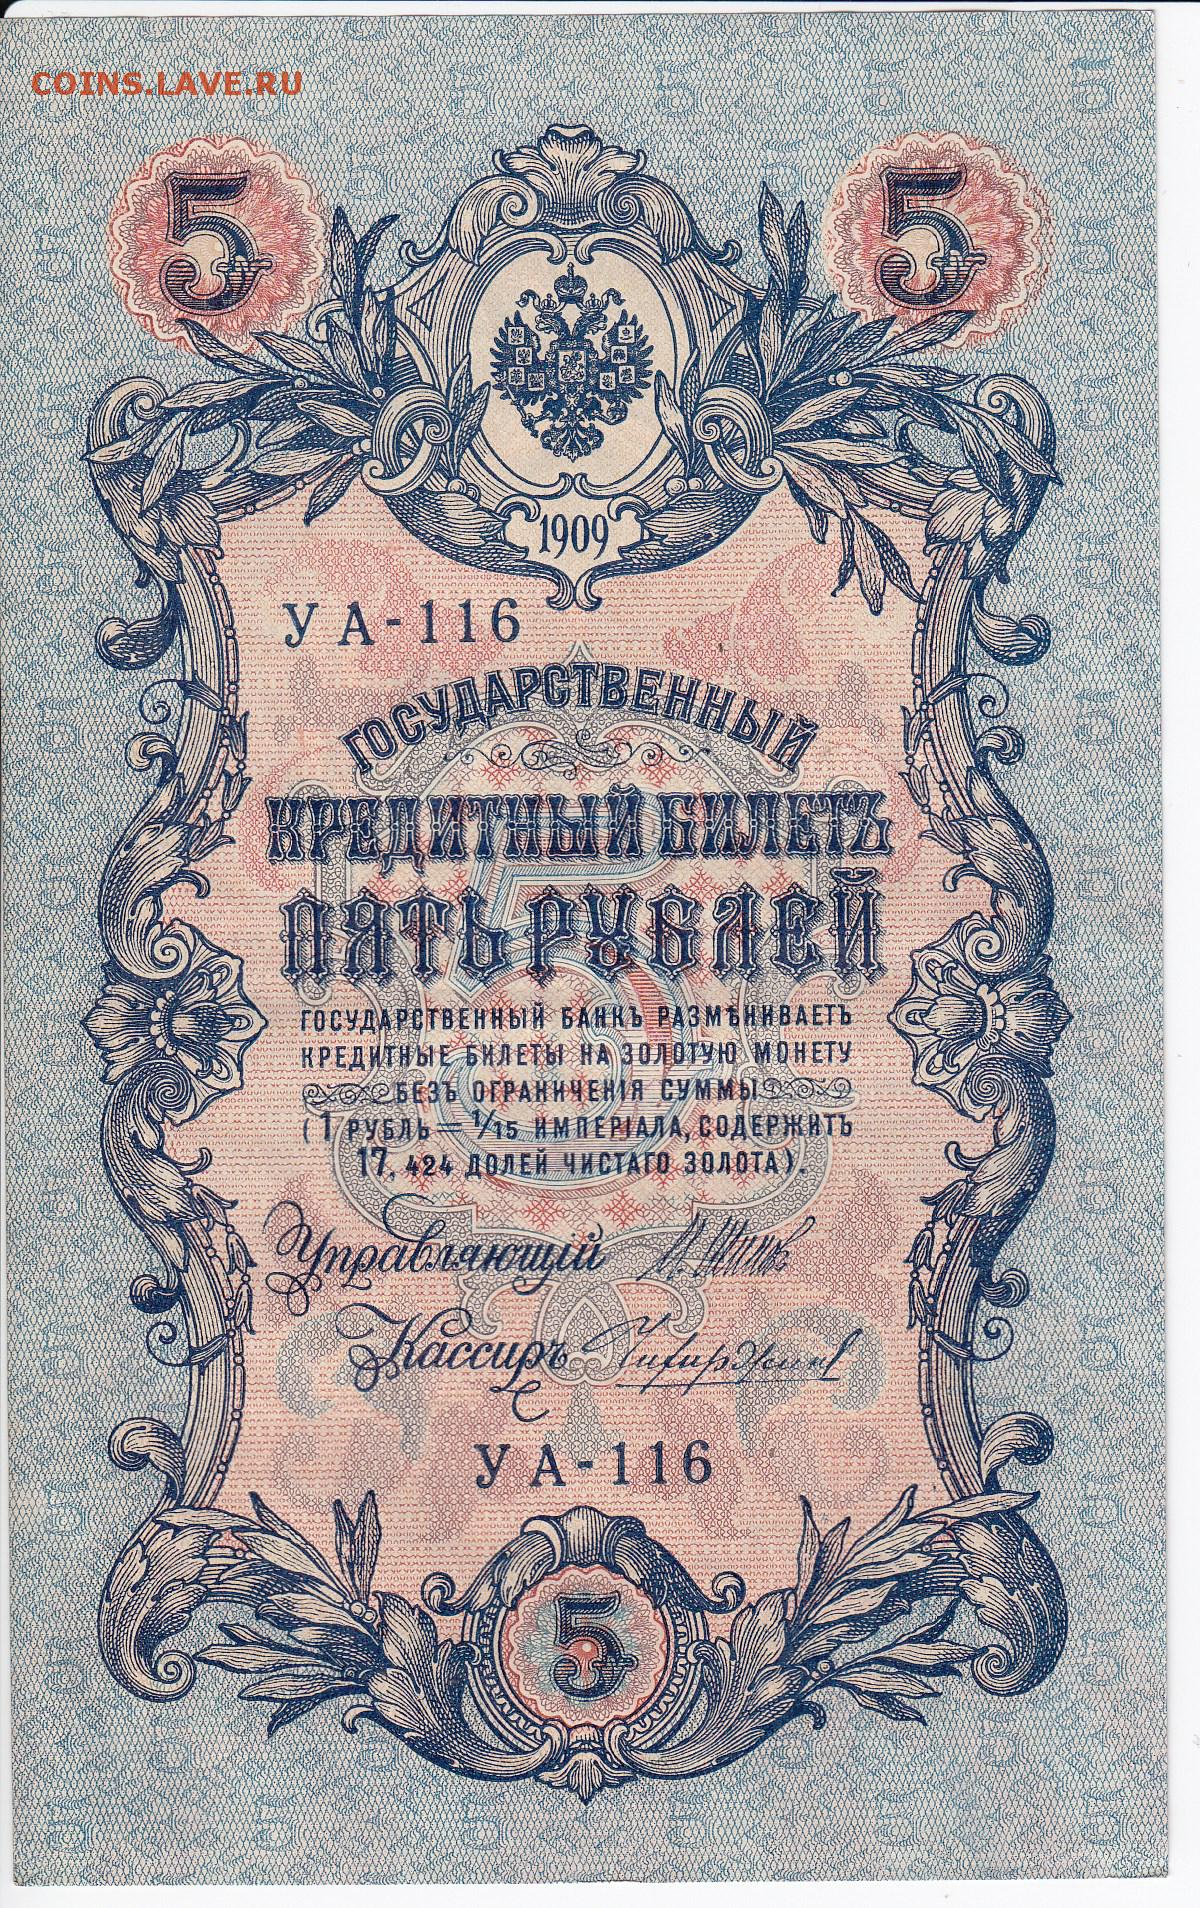 COINS.LAVE.RU
5 5
1909
УА-116
ГОСУДАРСТВЕННЫЙ
КРЕДИТНЫЙ БИЛЕТЪ
ПЯТЬ РУБЛЕЙ
ГОСУДАРСТВЕННЫЙ БАНКЪ РАЗМѢНИВАЕТЪ
КРЕДИТНЫЕ БИЛЕТЫ НА ЗОЛОТУЮ МОНЕТУ
БЕЗЪ ОГРАНИЧЕНІЯ СУММЫ
(1 РУБЛЬ = 1/15 ИМПЕРІАЛА, СОДЕРЖИТЪ
17,424 ДОЛЕЙ ЧИСТАГО ЗОЛОТА).
Управляющій
Кассиръ
УА-116
5